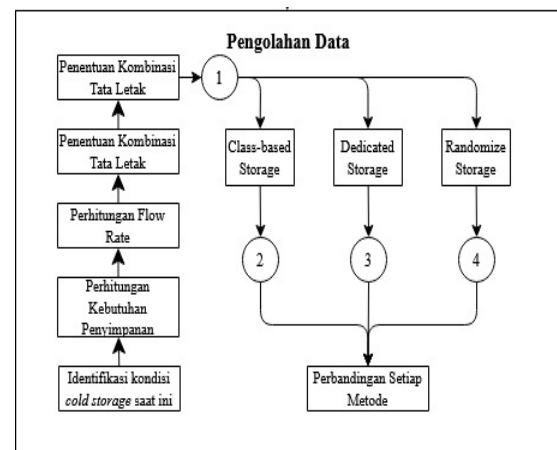 Pengolahan Data
Penentuan Kombinasi
Tata Letak
1
Penentuan Kombinasi
Tata Letak
Class-based
Storage
Dedicated
Storage
Randomize
Storage
Perhitungan Flow
Rate
2
3
4
Perhitungan
Kebutuhan
Penyimpanan
Identifikasi kondisi
cold storage saat ini
Perbandingan Setiap
Metode